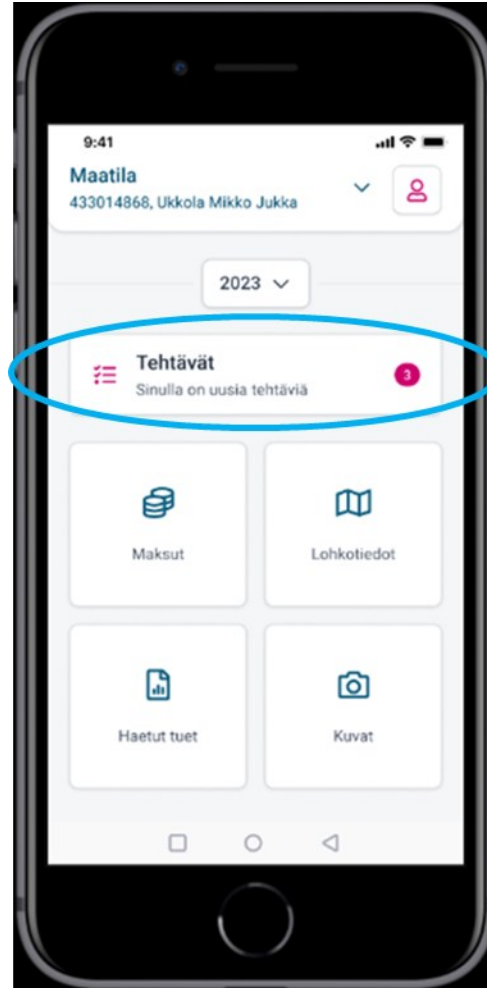 9:41
Maatila
433014868, Ukkola Mikko Jukka
2023
Tehtävät
Sinulla on uusia tehtäviä
3
Maksut
Lohkotiedot
Haetut tuet
Kuvat